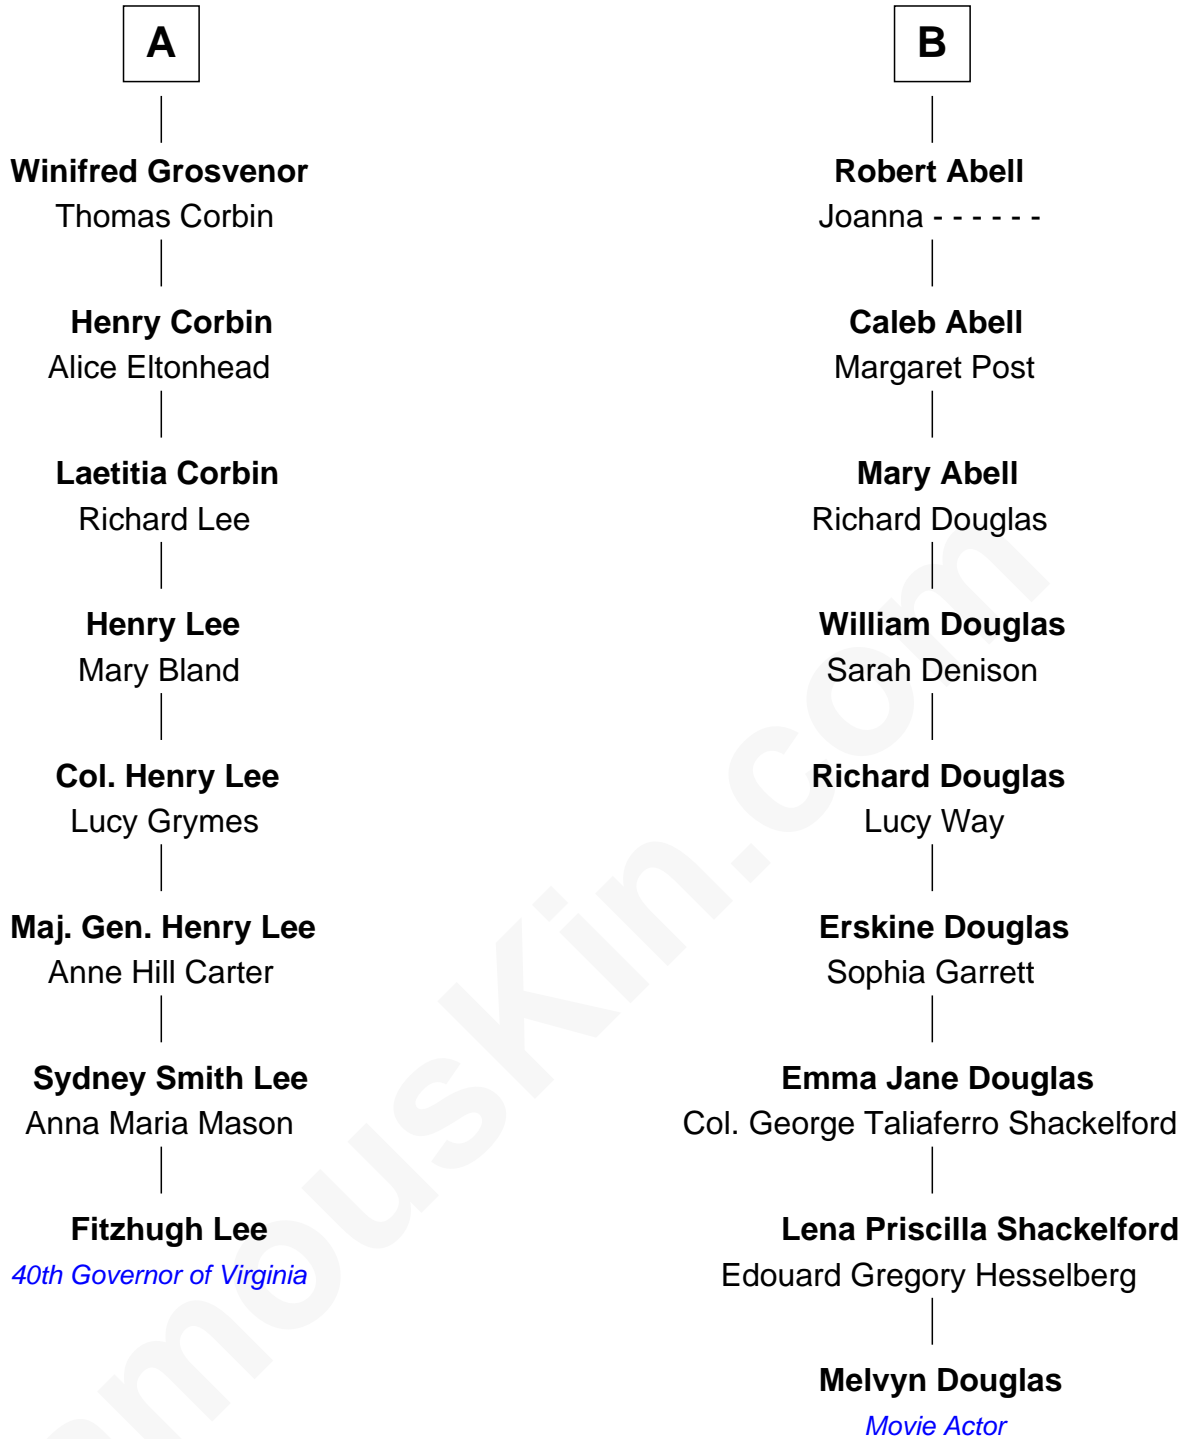 A
Winifred Grosvenor
Thomas Corbin
Henry Corbin
Alice Eltonhead
Laetitia Corbin
Richard Lee
Henry Lee
Mary Bland
Col. Henry Lee
Lucy Grymes
Maj. Gen. Henry Lee
Anne Hill Carter
Sydney Smith Lee
Anna Maria Mason
Fitzhugh Lee
40th Governor of Virginia
B
Robert Abell
Joanna - - - - - -
Caleb Abell
Margaret Post
Mary Abell
Richard Douglas
William Douglas
Sarah Denison
Richard Douglas
Lucy Way
Erskine Douglas
Sophia Garrett
Emma Jane Douglas
Col. George Taliaferro Shackelford
Lena Priscilla Shackelford
Edouard Gregory Hesselberg
Melvyn Douglas
Movie Actor
amouskin.com